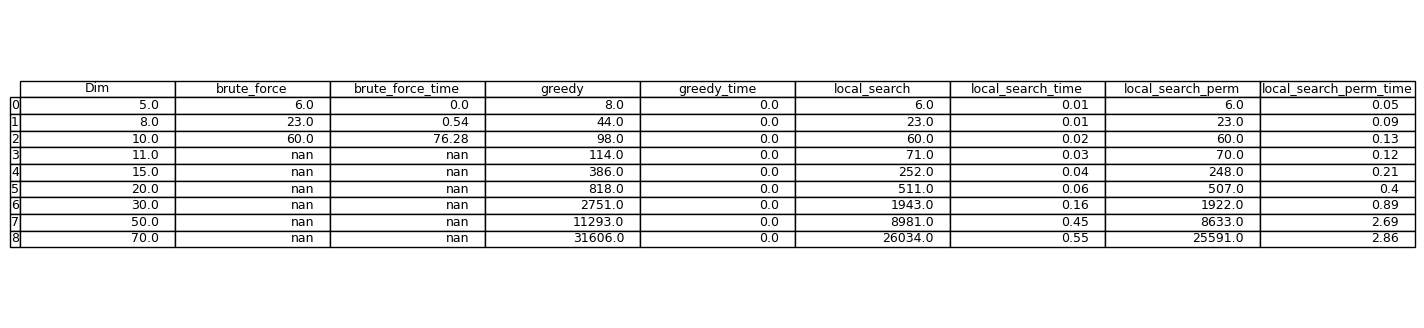 Dim brute_force brute_force_time greedy greedy_time local_search local_search_time local_search_perm local_search_perm_time
0 5.0 6.0 0.0 8.0 0.0 6.0 0.01 6.0 0.05
1 8.0 23.0 0.54 44.0 0.0 23.0 0.01 23.0 0.09
2 10.0 60.0 76.28 98.0 0.0 60.0 0.02 60.0 0.13
3 11.0 nan nan 114.0 0.0 71.0 0.03 70.0 0.12
4 15.0 nan nan 386.0 0.0 252.0 0.04 248.0 0.21
5 20.0 nan nan 818.0 0.0 511.0 0.06 507.0 0.4
6 30.0 nan nan 2751.0 0.0 1943.0 0.16 1922.0 0.89
7 50.0 nan nan 11293.0 0.0 8981.0 0.45 8633.0 2.69
8 70.0 nan nan 31606.0 0.0 26034.0 0.55 25591.0 2.86